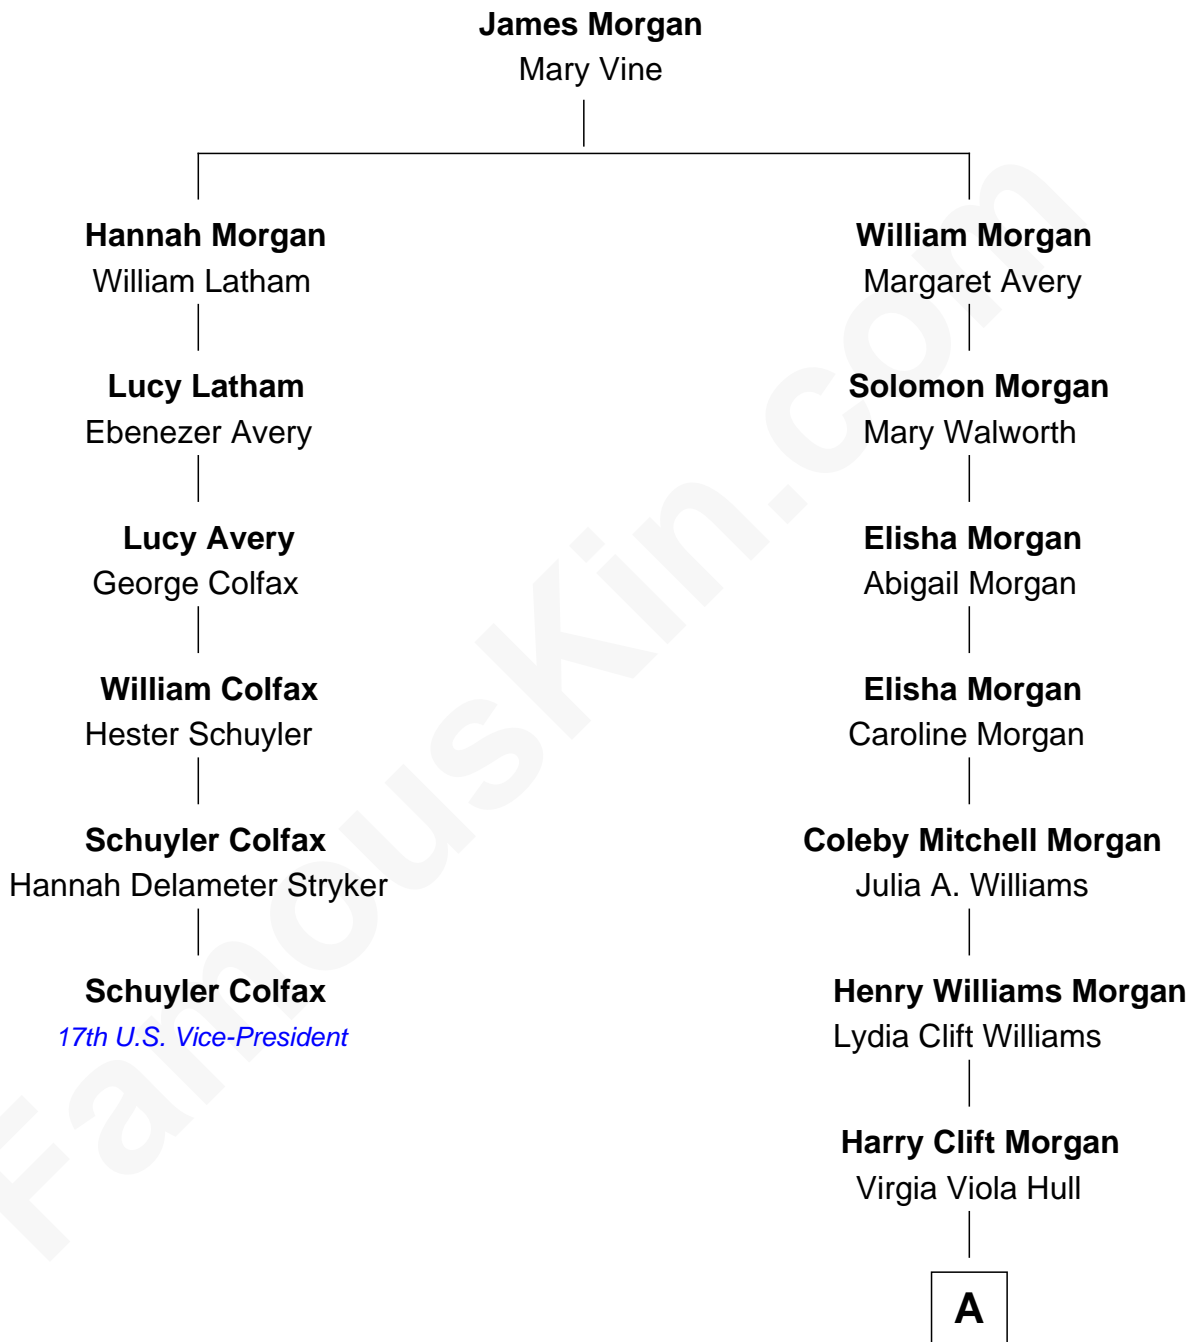 James Morgan
Mary Vine
Hannah Morgan
William Latham
William Morgan
Margaret Avery
Lucy Latham
Ebenezer Avery
Solomon Morgan
Mary Walworth
Lucy Avery
George Colfax
Elisha Morgan
Abigail Morgan
William Colfax
Hester Schuyler
Elisha Morgan
Caroline Morgan
Schuyler Colfax
Hannah Delameter Stryker
Coleby Mitchell Morgan
Julia A. Williams
Schuyler Colfax
17th U.S. Vice-President
Henry Williams Morgan
Lydia Clift Williams
Harry Clift Morgan
Virgia Viola Hull
A
FamousKin.com